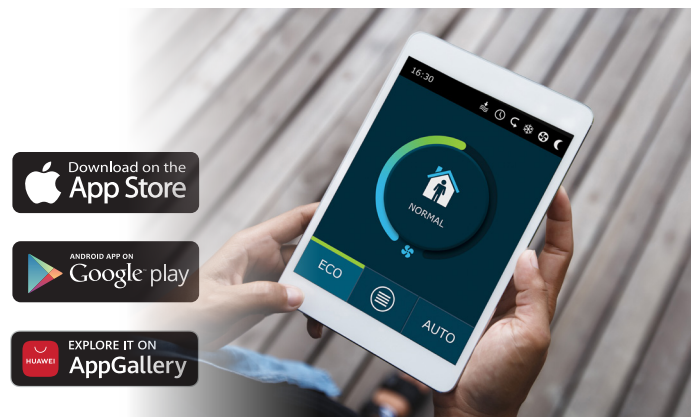 Download on the
App Store
ANDROID APP ON
Google play
HUAWEI
EXPLORE IT ON
AppGallery
16:30
NORMAL
ECO
AUTO